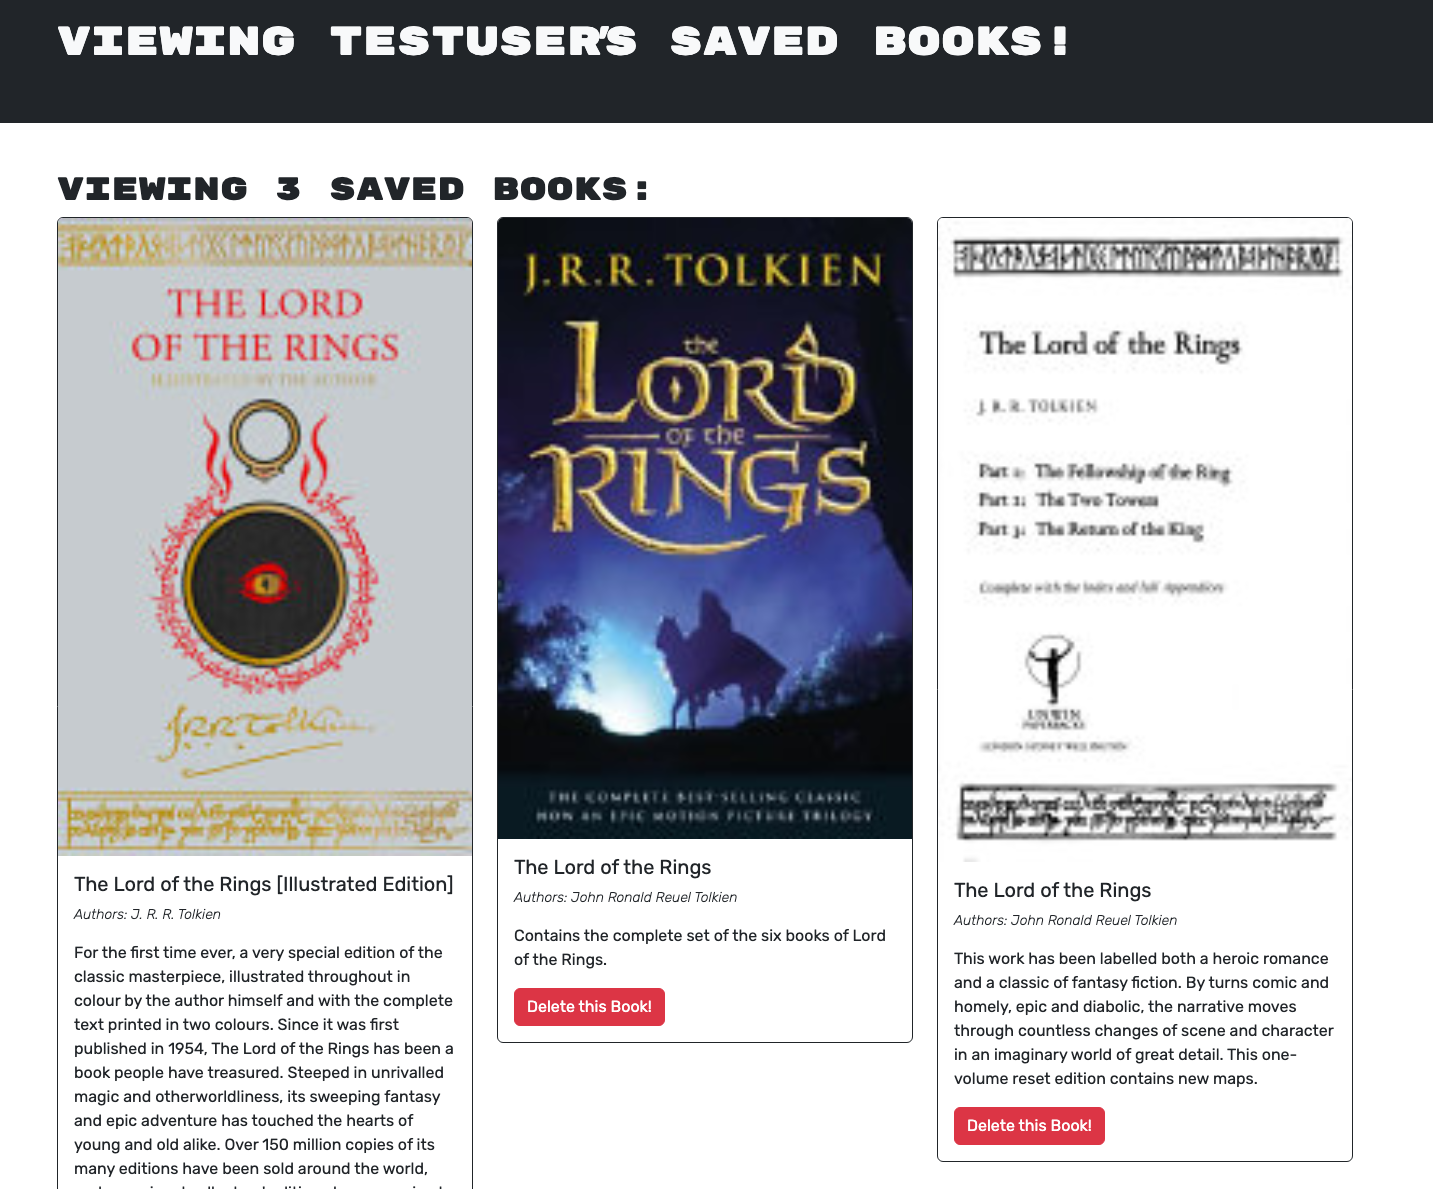 VIEWING TESTUSER'S SAVED BOOKS!
VIEWING 3 SAVED BOOKS:
THE LORD
OF THE RINGS
ILLUSTRATED BY THE AUTHOR
The Lord of the Rings [Illustrated Edition]
Authors: J. R. R. Tolkien
For the first time ever, a very special edition of the
classic masterpiece, illustrated throughout in
colour by the author himself and with the complete
text printed in two colours. Since it was first
published in 1954, The Lord of the Rings has been a
book people have treasured. Steeped in unrivalled
magic and otherworldliness, its sweeping fantasy
and epic adventure has touched the hearts of
young and old alike. Over 150 million copies of its
many editions have been sold around the world,
J.R.R. TOLKIEN
the
LORD
OF the
RINGS
THE COMPLETE BEST-SELLING CLASSIC
NOW AN EPIC MOTION PICTURE TRILOGY
The Lord of the Rings
Authors: John Ronald Reuel Tolkien
Contains the complete set of the six books of Lord
of the Rings.
Delete this Book!
The Lord of the Rings
J. R. R. TOLKIEN
Part 1: The Fellowship of the Ring
Part 2: The Two Towers
Part 3: The Return of the King
Complete with the Index and full Appendices
UNWIN
PAPERBACKS
LONDON SYDNEY WELLINGTON
The Lord of the Rings
Authors: John Ronald Reuel Tolkien
This work has been labelled both a heroic romance
and a classic of fantasy fiction. By turns comic and
homely, epic and diabolic, the narrative moves
through countless changes of scene and character
in an imaginary world of great detail. This one-
volume reset edition contains new maps.
Delete this Book!